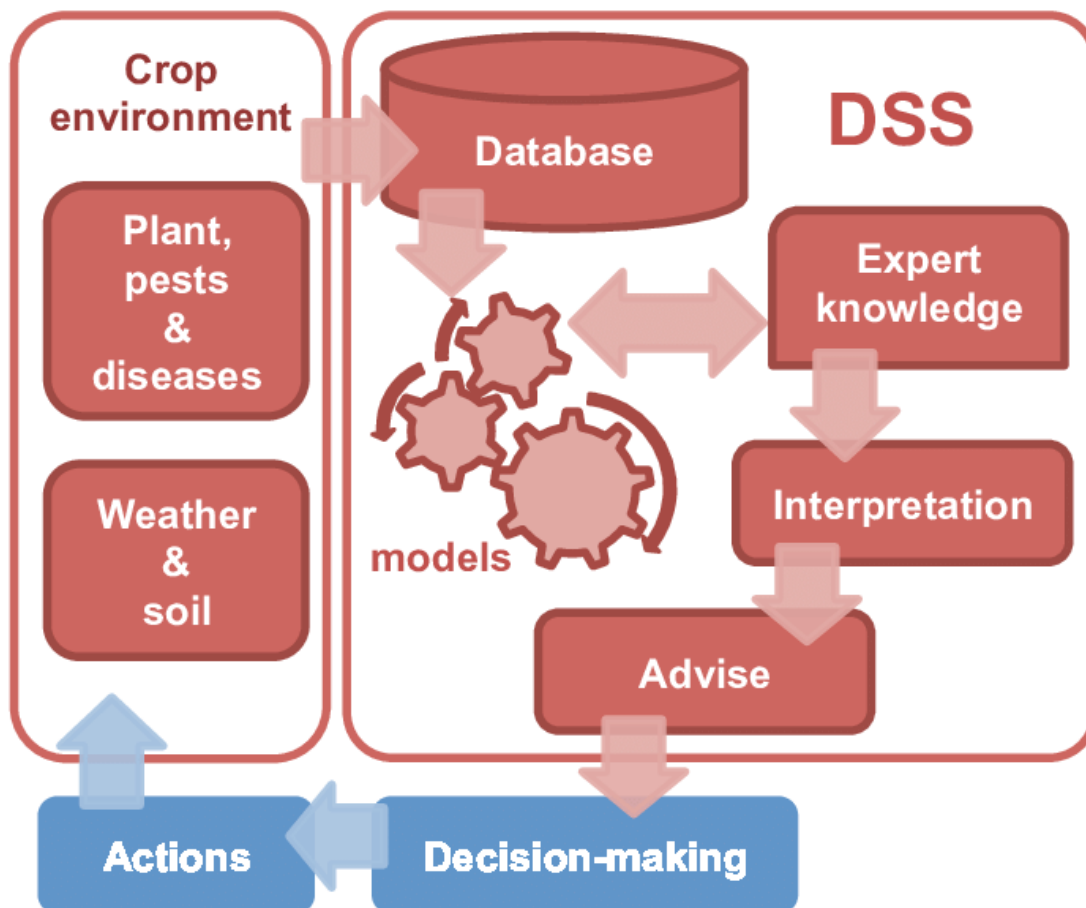 Crop
environment
Plant,
pests
&
diseases
Weather
&
soil
DSS
Database
Expert
knowledge
models
Interpretation
Advise
Actions
Decision-making